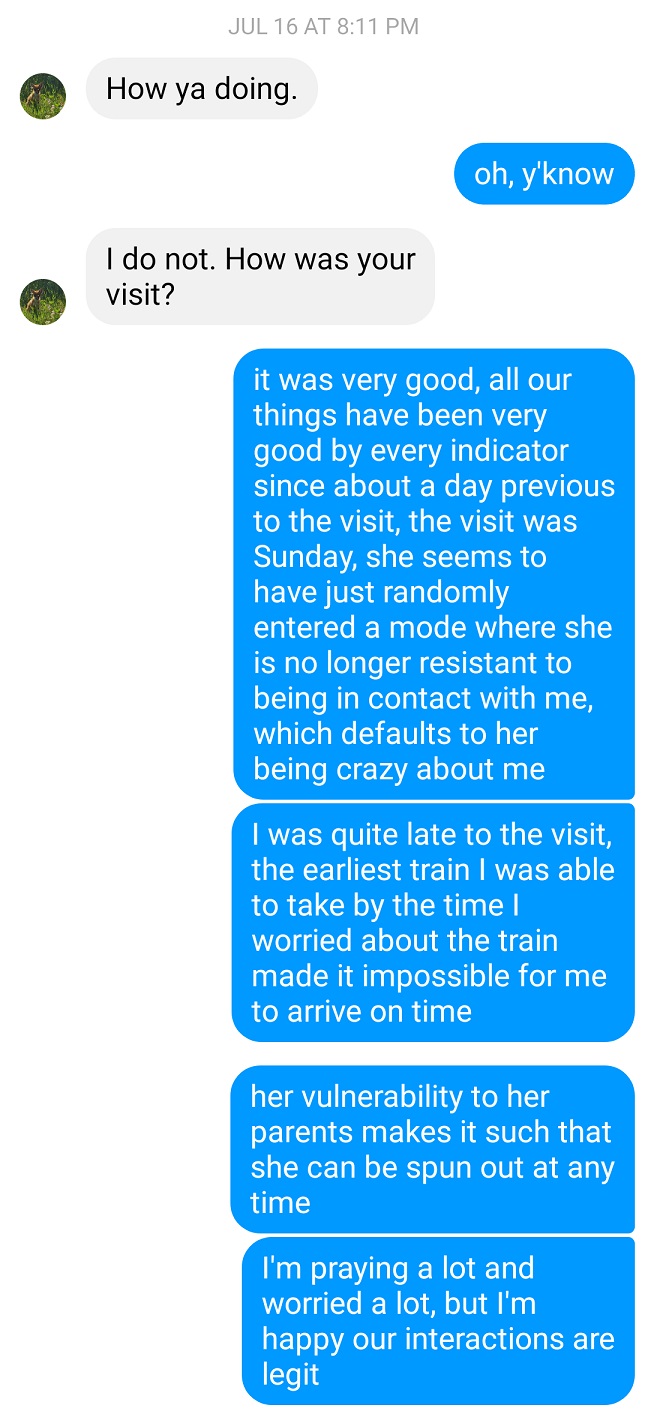 JUL 16 AT 8:11 PM
How ya doing.
oh, y'know
I do not. How was your
visit?
it was very good, all our
things have been very
good by every indicator
since about a day previous
to the visit, the visit was
Sunday, she seems to
have just randomly
entered a mode where she
is no longer resistant to
being in contact with me,
which defaults to her
being crazy about me
I was quite late to the visit,
the earliest train I was able
to take by the time I
worried about the train
made it impossible for me
to arrive on time
her vulnerability to her
parents makes it such that
she can be spun out at any
time
I'm praying a lot and
worried a lot, but I'm
happy our interactions are
legit